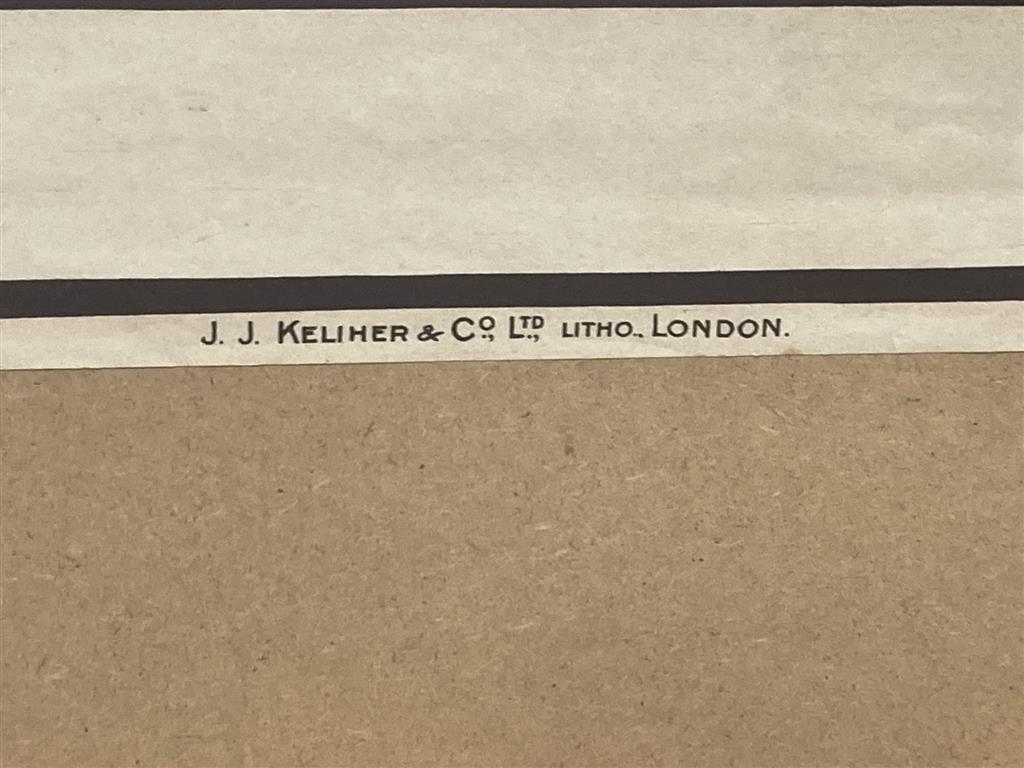 J. J. KELIHER & Cº., LTD., LITHO., LONDON.